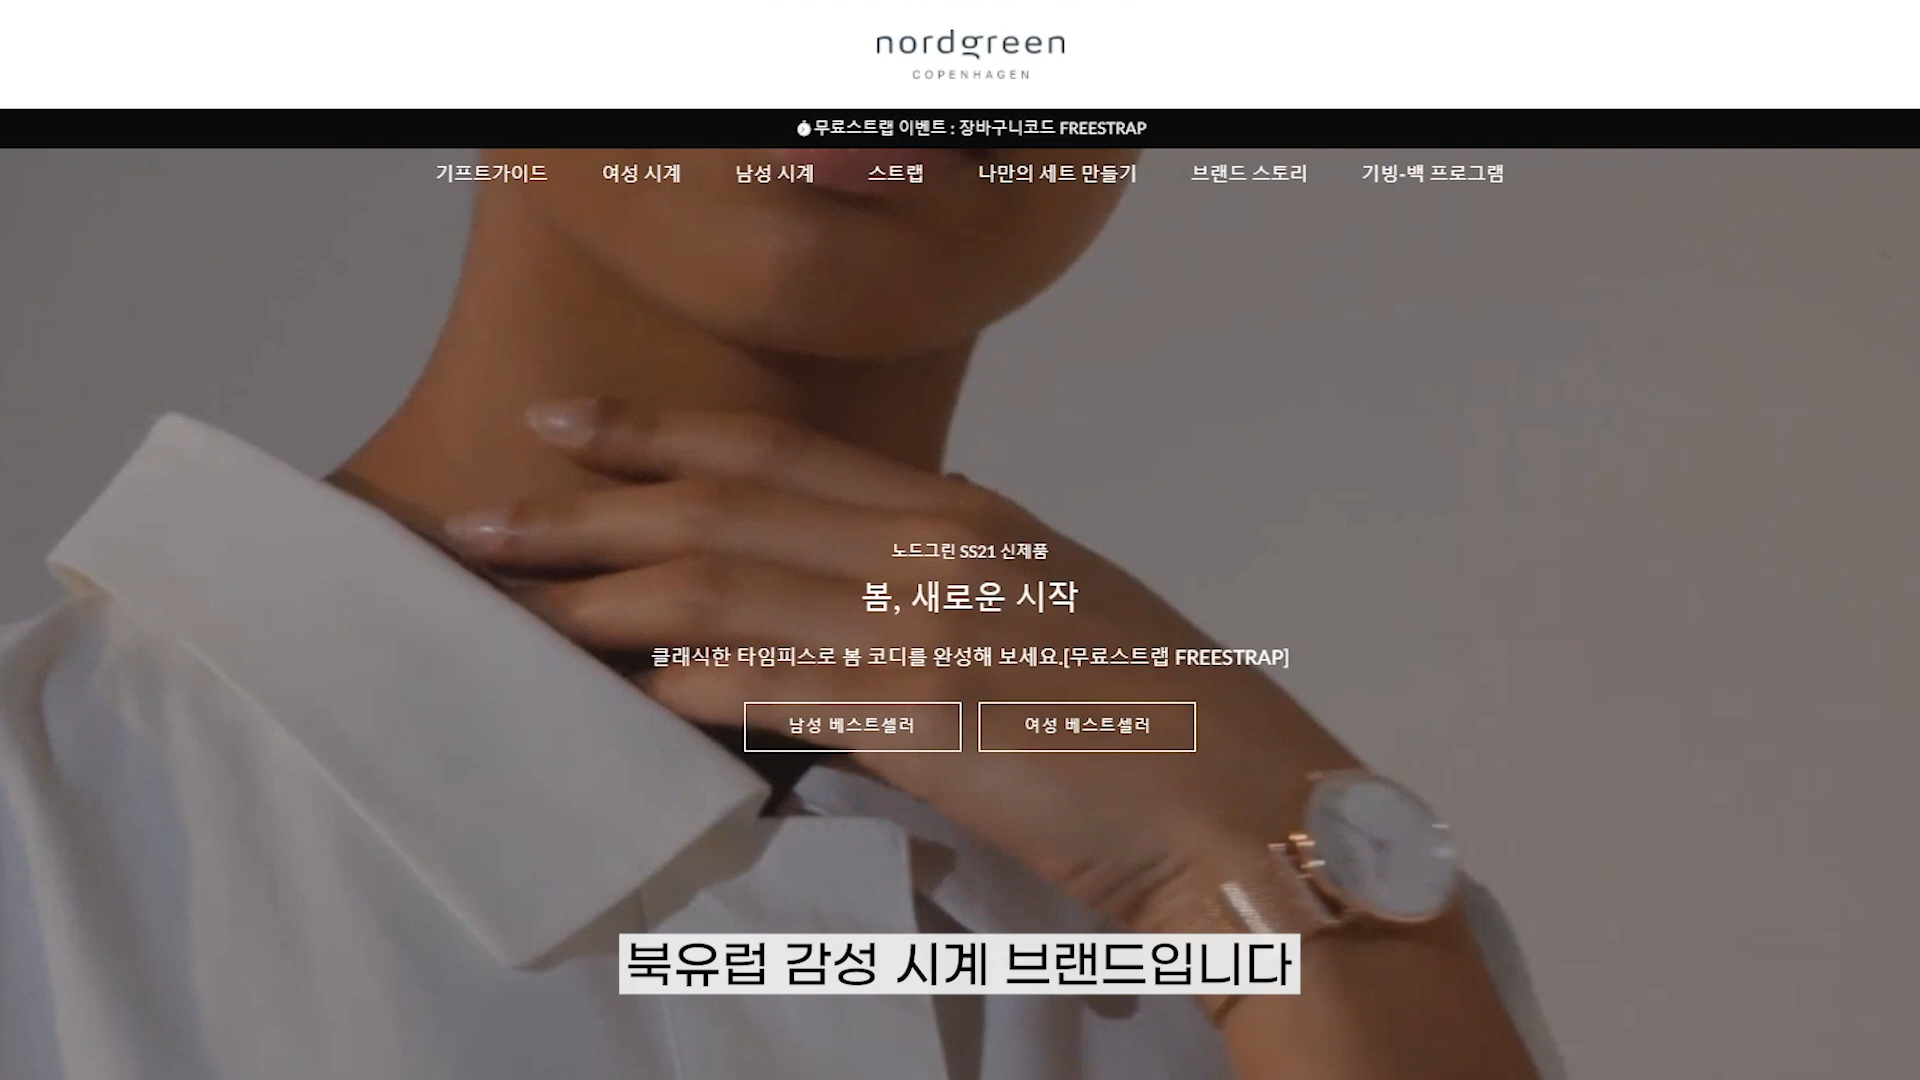 nordgreen
COPENHAGEN
무료스트랩 이벤트 : 장바구니코드 FREESTRAP
기프트가이드 여성 시계 남성 시계 스트랩 나만의 세트 만들기 브랜드 스토리 기빙-백 프로그램
노드그린 SS21 신제품
봄, 새로운 시작
클래식한 타임피스로 봄 코디를 완성해 보세요.[무료스트랩 FREESTRAP]
남성 베스트셀러 여성 베스트셀러
북유럽 감성 시계 브랜드입니다